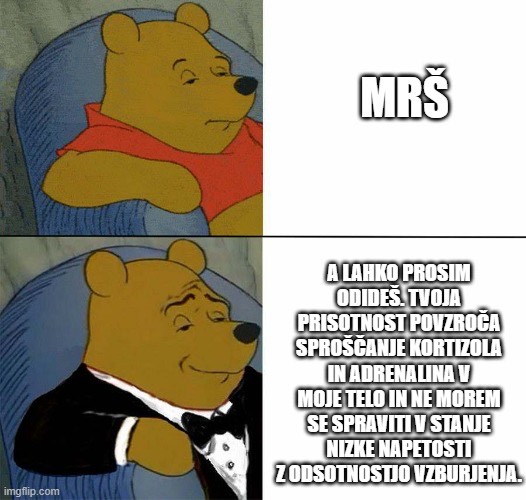 MRŠ
A LAHKO PROSIM
ODIDEŠ. TVOJA
PRISOTNOST POVZROČA
SPROŠČANJE KORTIZOLA
IN ADRENALINA V
MOJE TELO IN NE MOREM
SE SPRAVITI V STANJE
NIZKE NAPETOSTI
Z ODSOTNOSTJO VZBURJENJA.
imgflip.com